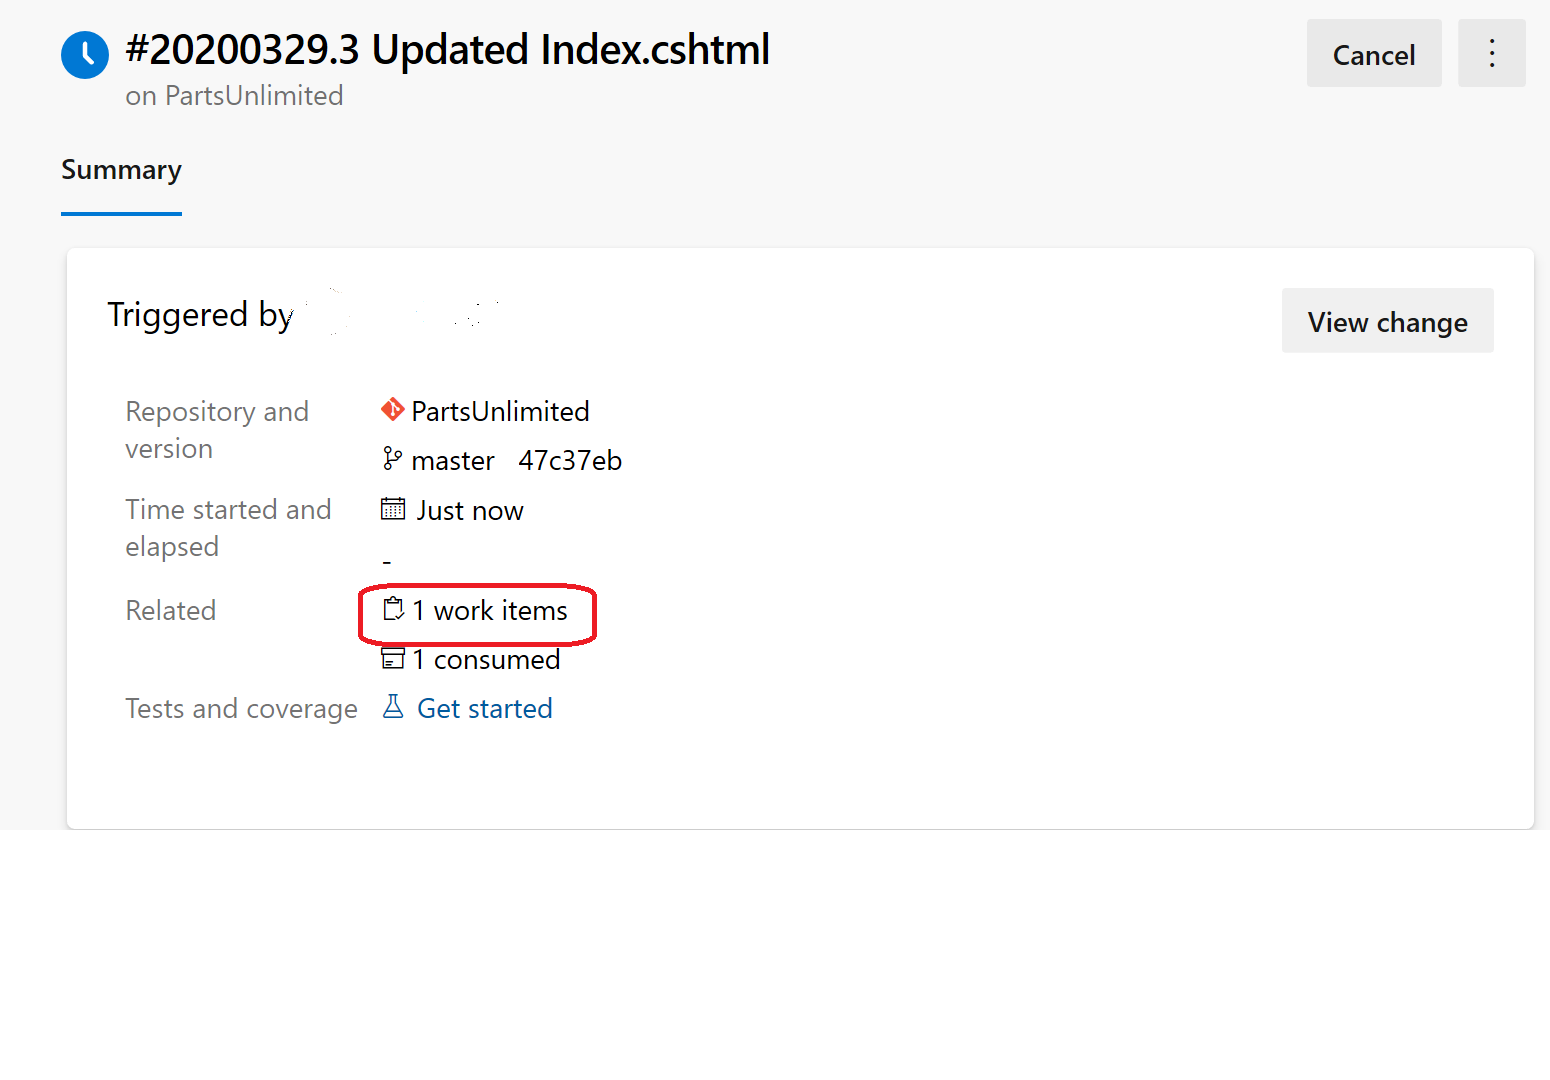 #20200329.3 Updated Index.cshtml
on PartsUnlimited
Cancel
Summary
Triggered by
View change
Repository and
version
PartsUnlimited
master 47c37eb
Time started and
elapsed
Just now
-
Related
1 work items
1 consumed
Tests and coverage
Get started